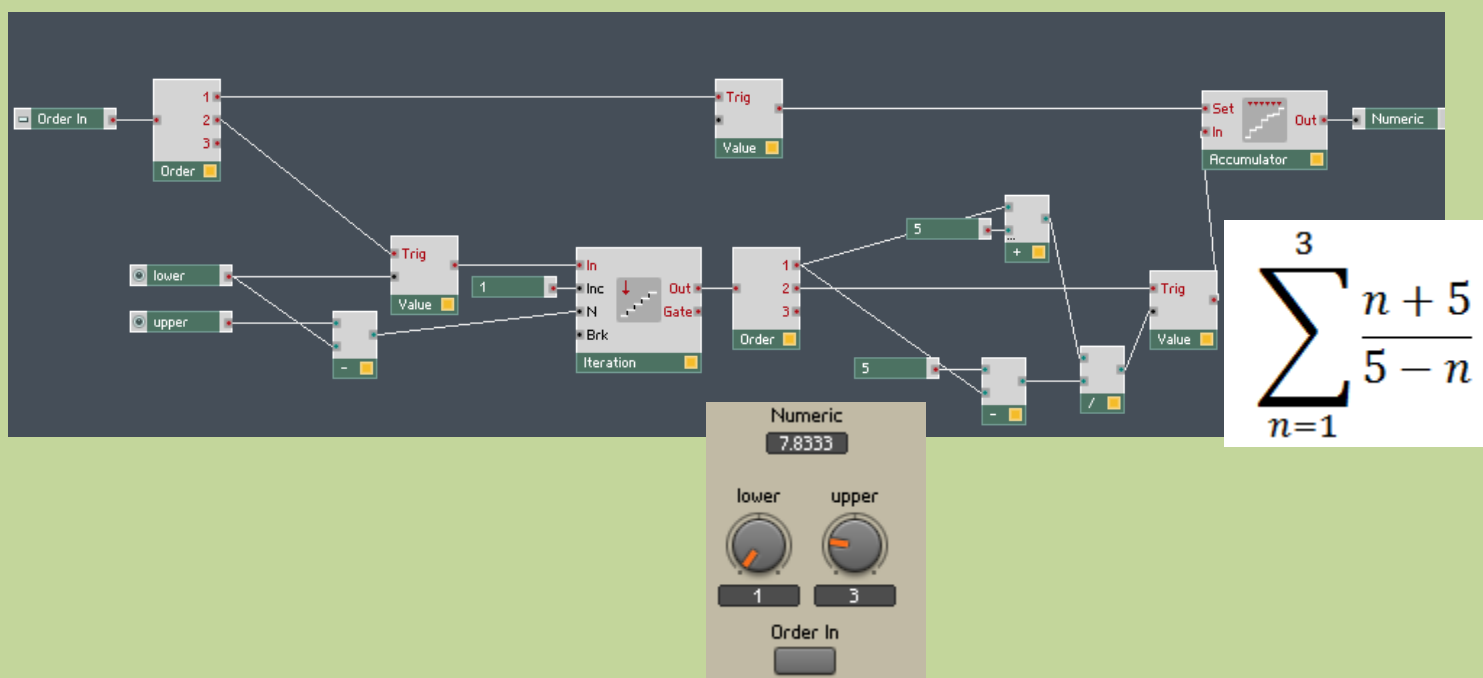 Order In
1
2
3
Order
Trig
Value
Set
In
Out
Accumulator
Numeric
lower
upper
Trig
Value
-
1
In
Inc
N
Brk
Out
Gate
Iteration
1
2
3
Order
5
...
+
5
-
/
Trig
Value
3
∑ n + 5 / 5 − n
n=1
Numeric
7.8333
lower upper
1 3
Order In